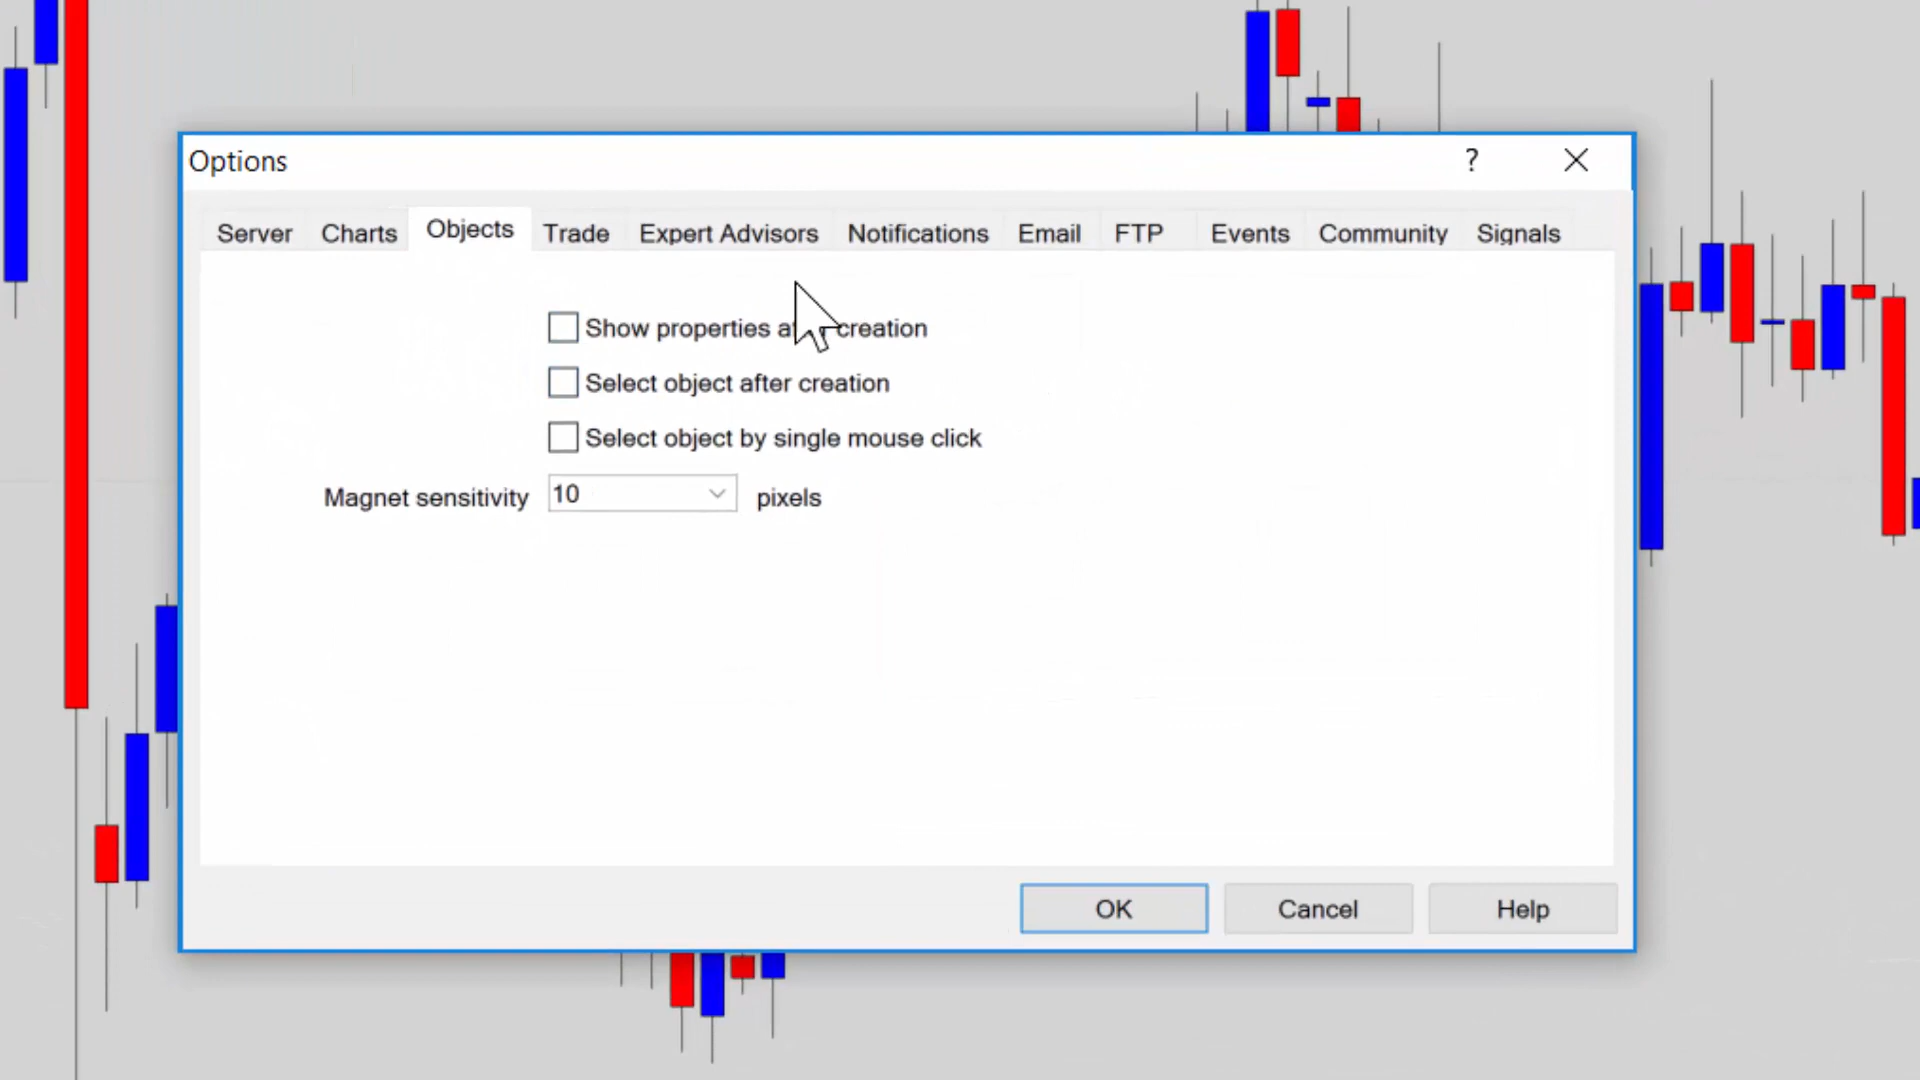 Options ?
Server Charts Objects Trade Expert Advisors Notifications Email FTP Events Community Signals
Show properties creation
Select object after creation
Select object by single mouse click
Magnet sensitivity 10 pixels
OK Cancel Help